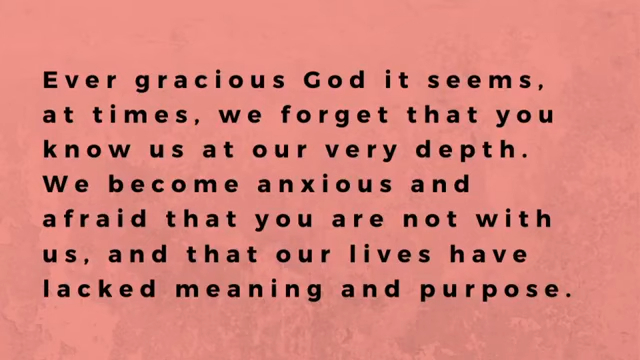 Ever gracious God it seems,
at times, we forget that you
know us at our very depth.
We become anxious and
afraid that you are not with
us, and that our lives have
lacked meaning and purpose.